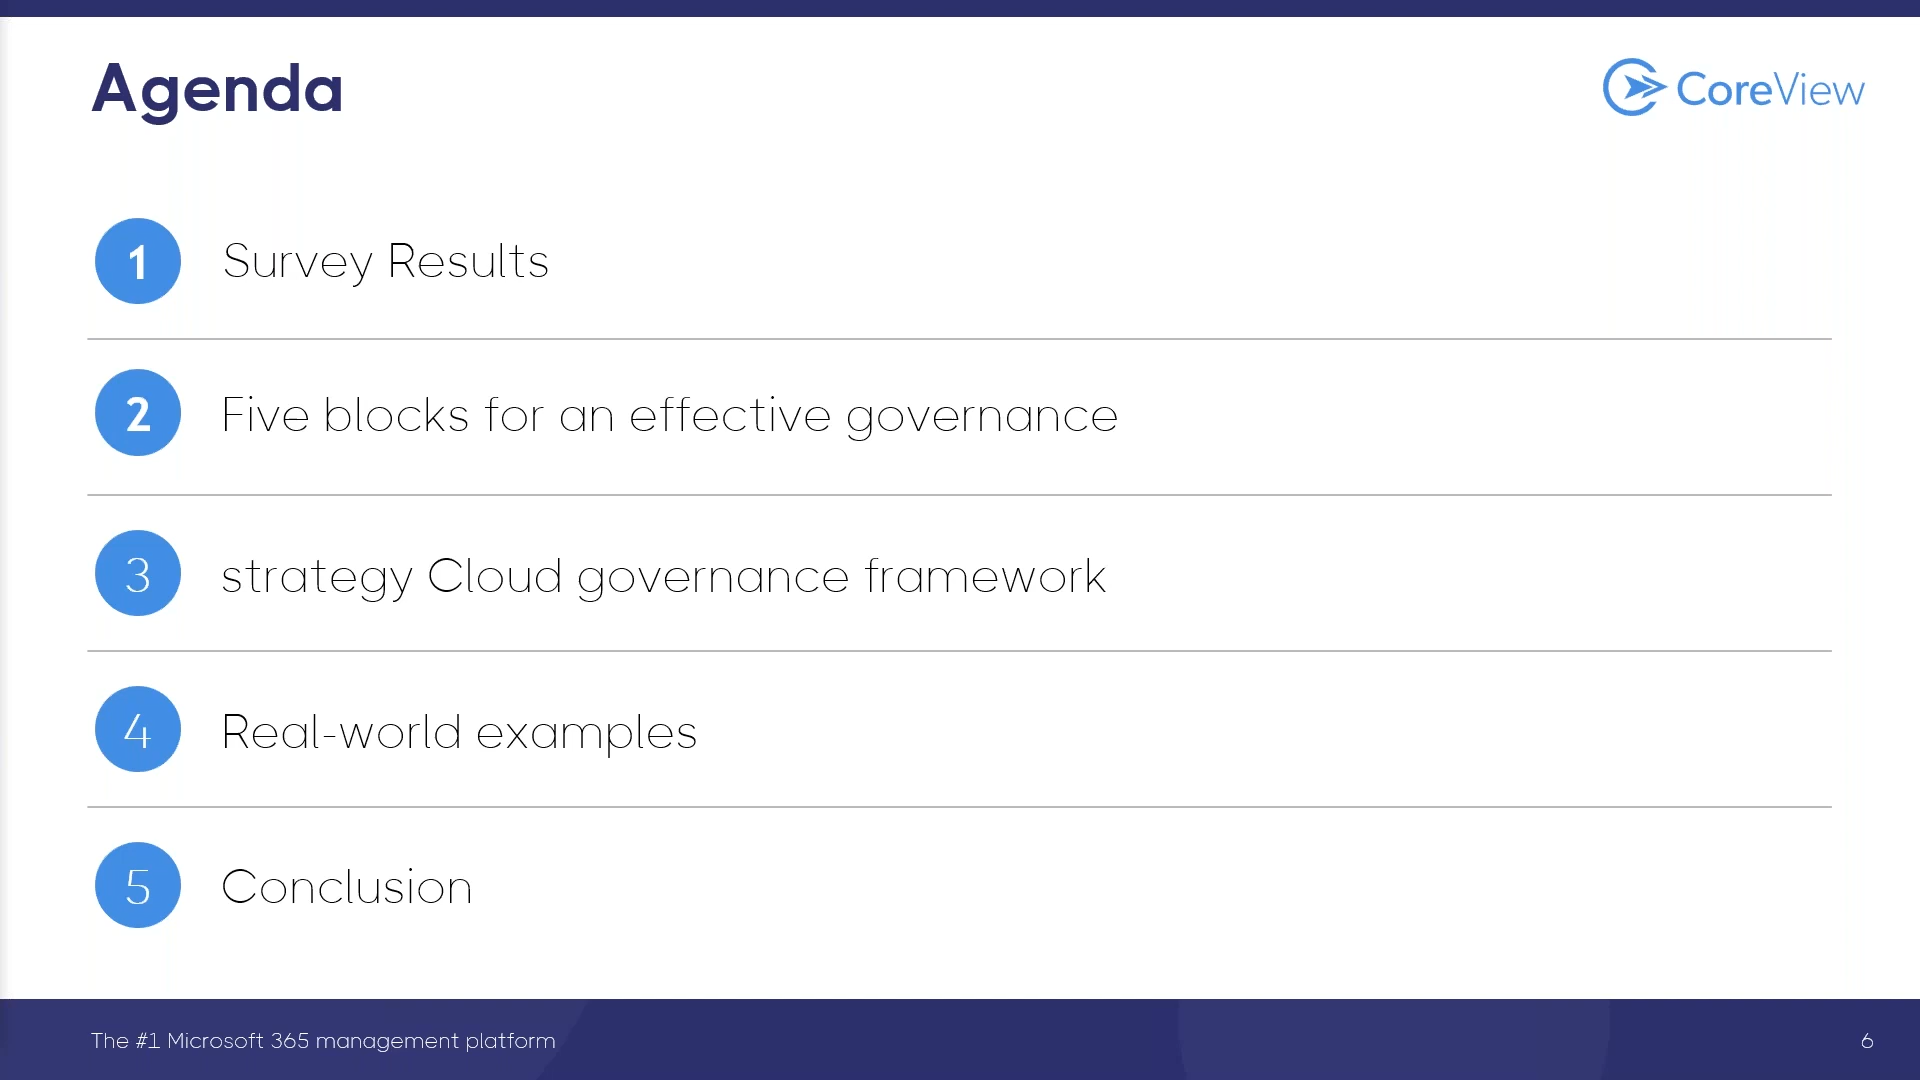 Agenda
CoreView
1 Survey Results
2 Five blocks for an effective governance
3 strategy Cloud governance framework
4 Real-world examples
5 Conclusion
The #1 Microsoft 365 management platform
6